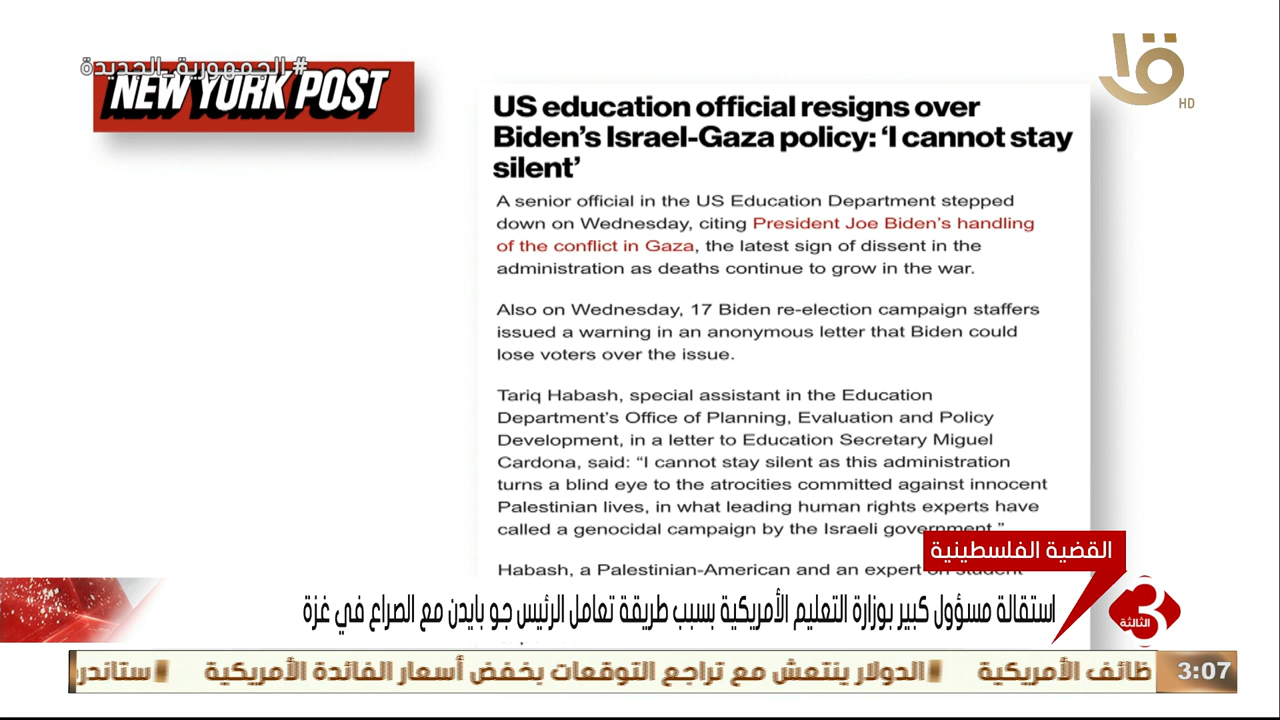 # الجمهورية_الجديدة
NEW YORK POST
HD
US education official resigns over
Biden's Israel-Gaza policy: 'I cannot stay
silent'
A senior official in the US Education Department stepped
down on Wednesday, citing President Joe Biden's handling
of the conflict in Gaza, the latest sign of dissent in the
administration as deaths continue to grow in the war.
Also on Wednesday, 17 Biden re-election campaign staffers
issued a warning in an anonymous letter that Biden could
lose voters over the issue.
Tariq Habash, special assistant in the Education
Department's Office of Planning, Evaluation and Policy
Development, in a letter to Education Secretary Miguel
Cardona, said: “I cannot stay silent as this administration
turns a blind eye to the atrocities committed against innocent
Palestinian lives, in what leading human rights experts have
called a genocidal campaign by the Israeli government.”
Habash, a Palestinian-American and an expert on student
القضية الفلسطينية
استقالة مسؤول كبير بوزارة التعليم الأمريكية بسبب طريقة تعامل الرئيس جو بايدن مع الصراع في غزة
3 الثالثة
ظائف الأمريكية الدولار ينتعش مع تراجع التوقعات بخفض أسعار الفائدة الأمريكية ستاندر
3:07